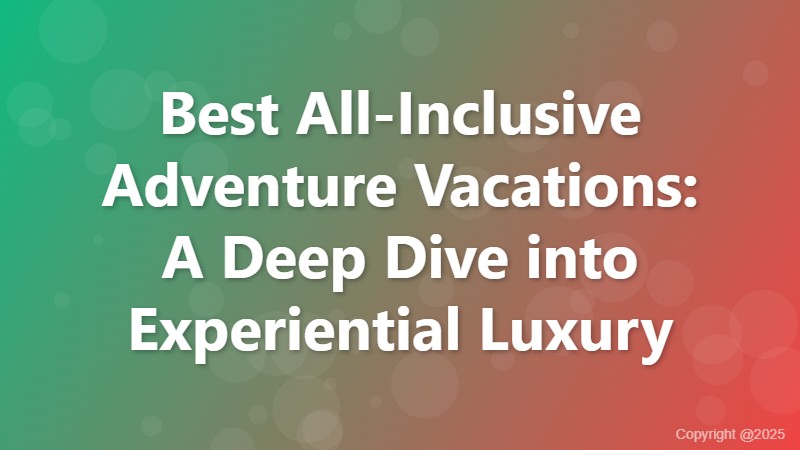 Best All-Inclusive
Adventure Vacations:
A Deep Dive into
Experiential Luxury
Copyright @2025